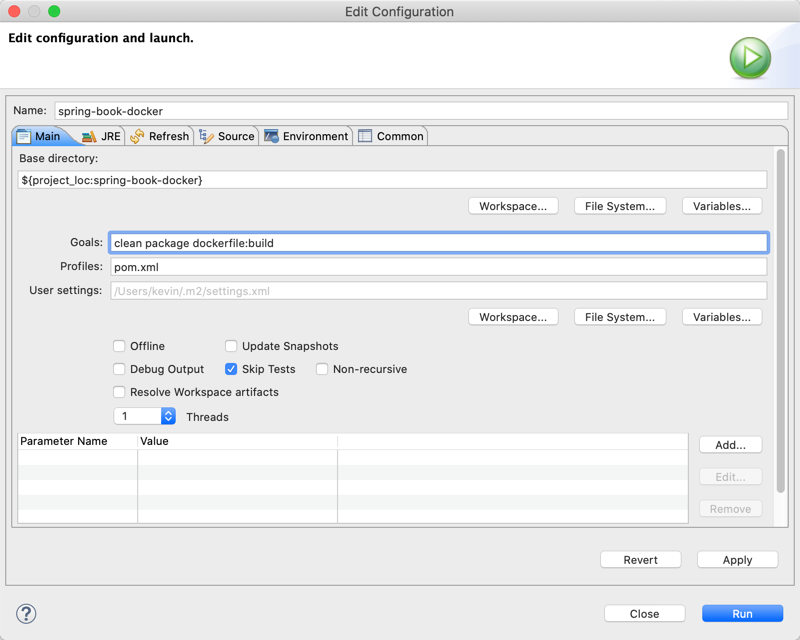 Edit Configuration
Edit configuration and launch.
Name: spring-book-docker
Main JRE Refresh Source Environment Common
Base directory:
${project_loc:spring-book-docker}
Workspace... File System... Variables...
Goals: clean package dockerfile:build
Profiles: pom.xml
User settings: /Users/kevin/.m2/settings.xml
Workspace... File System... Variables...
Offline Update Snapshots
Debug Output Skip Tests Non-recursive
Resolve Workspace artifacts
1 Threads
Parameter Name Value Add...
Edit...
Remove
Revert Apply
? Close Run